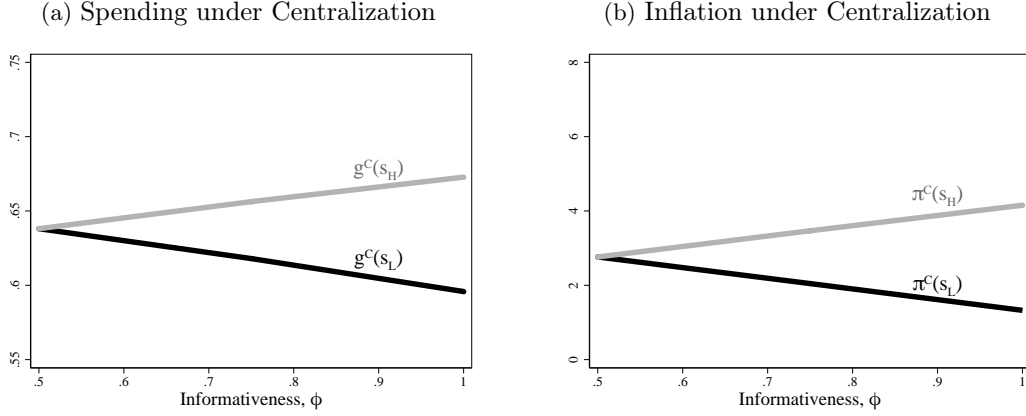 (a) Spending under Centralization
.75
.7
.65
.6
.55
g^C(s_H)
g^C(s_L)
.5 .6 .7 .8 .9 1
Informativeness, ϕ
(b) Inflation under Centralization
8
6
4
2
0
π^C(s_H)
π^C(s_L)
.5 .6 .7 .8 .9 1
Informativeness, ϕ